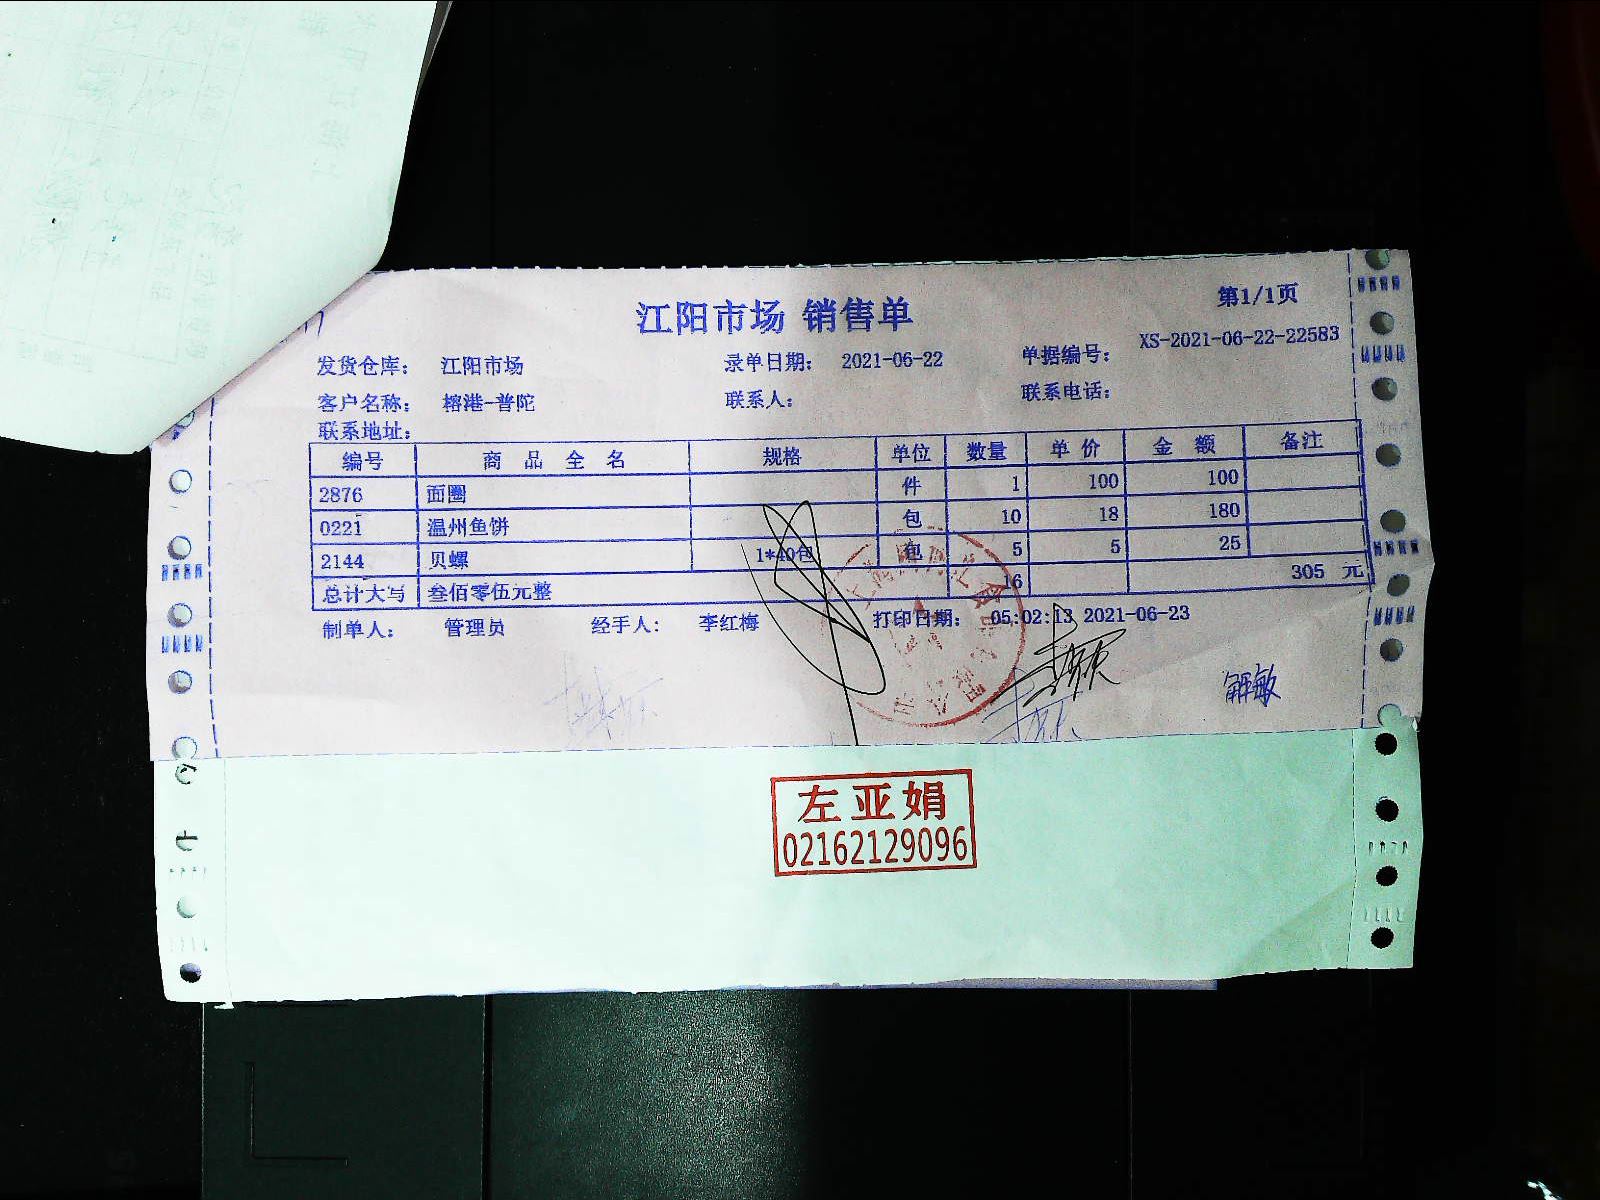 江阳市场 销售单
第1/1页
发货仓库： 江阳市场 录单日期： 2021-06-22 单据编号： XS-2021-06-22-22583
客户名称： 榕港-普陀 联系人： 联系电话：
联系地址：
编号 商品全名 规格 单位 数量 单价 金额 备注
2876 面圈 件 1 100 100
0221 温州鱼饼 包 10 18 180
2144 贝螺 1*40包 包 5 5 25
总计大写 叁佰零伍元整 16 305 元
制单人： 管理员 经手人： 李红梅 打印日期： 05:02:13 2021-06-23
左亚娟
02162129096